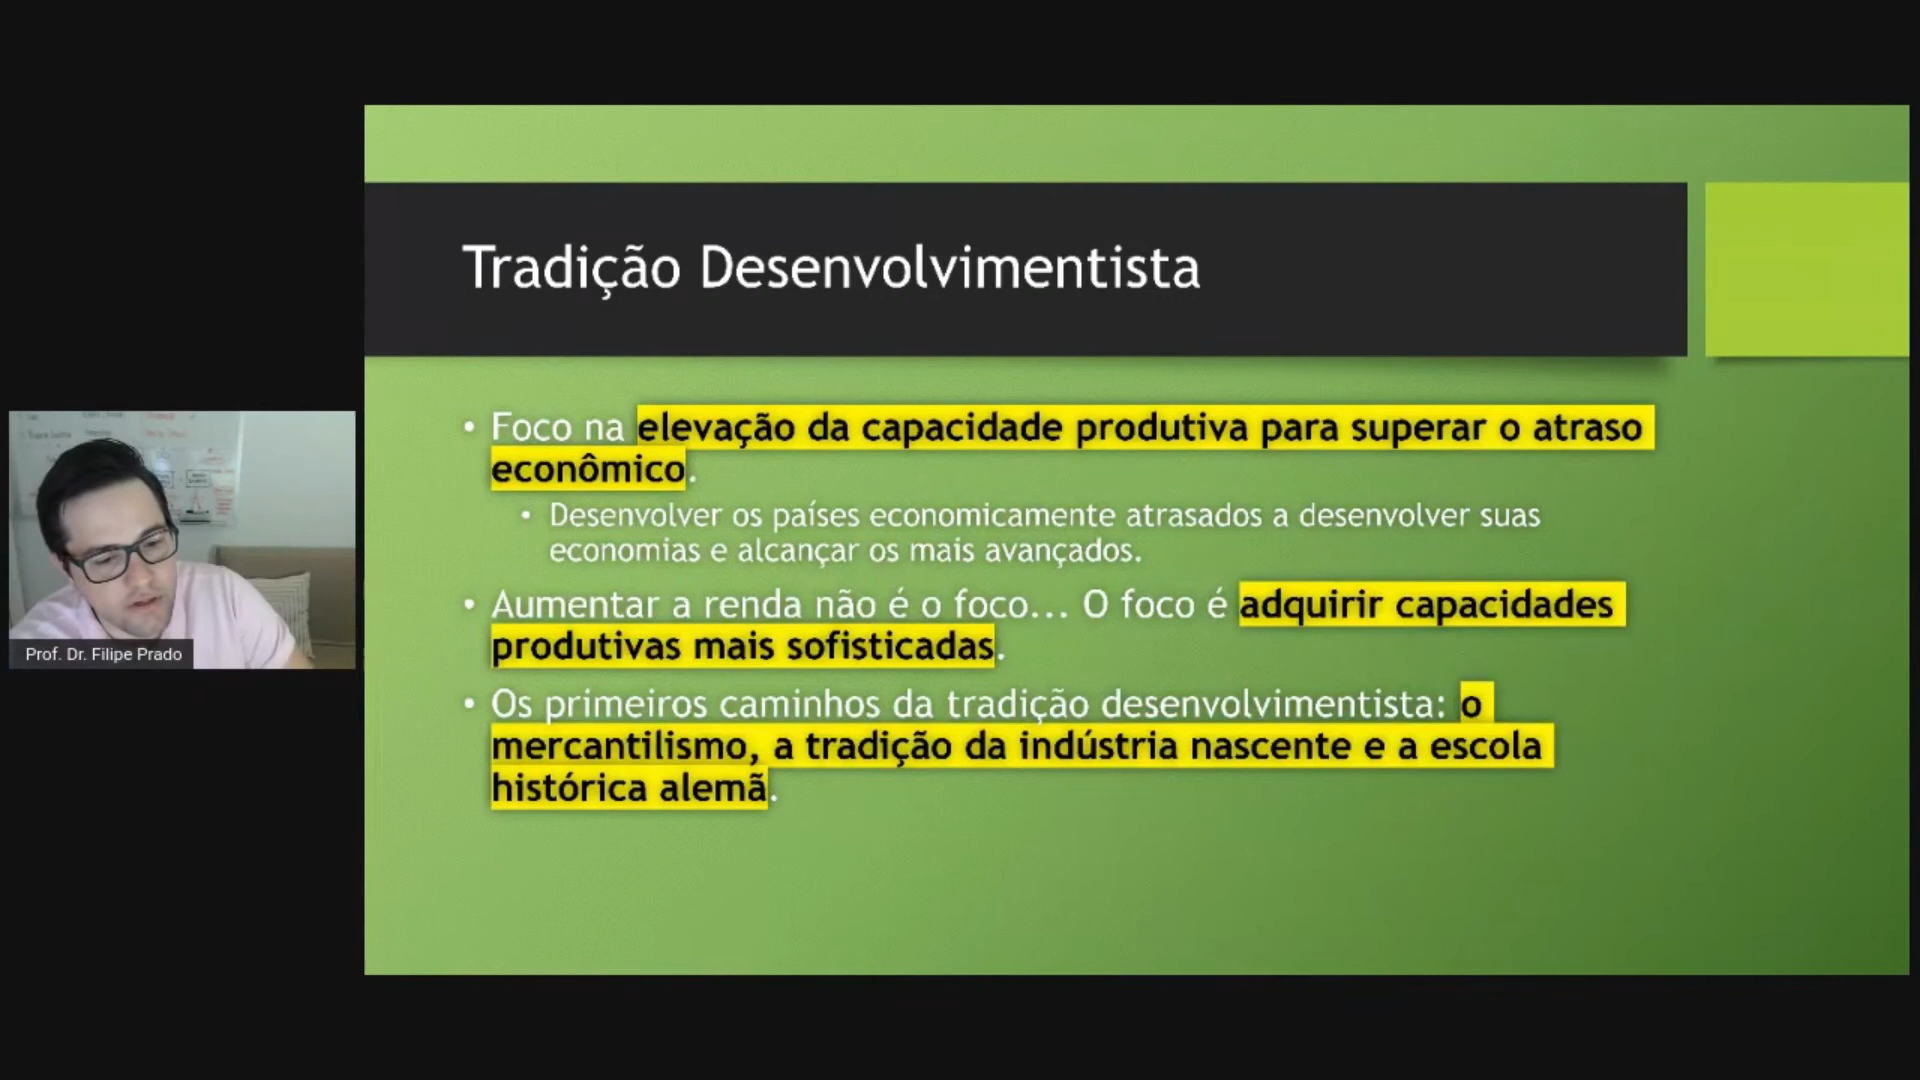 Tradição Desenvolvimentista
• Foco na elevação da capacidade produtiva para superar o atraso
econômico.
• Desenvolver os países economicamente atrasados a desenvolver suas
economias e alcançar os mais avançados.
• Aumentar a renda não é o foco... O foco é adquirir capacidades
produtivas mais sofisticadas.
• Os primeiros caminhos da tradição desenvolvimentista: o
mercantilismo, a tradição da indústria nascente e a escola
histórica alemã.
Prof. Dr. Filipe Prado